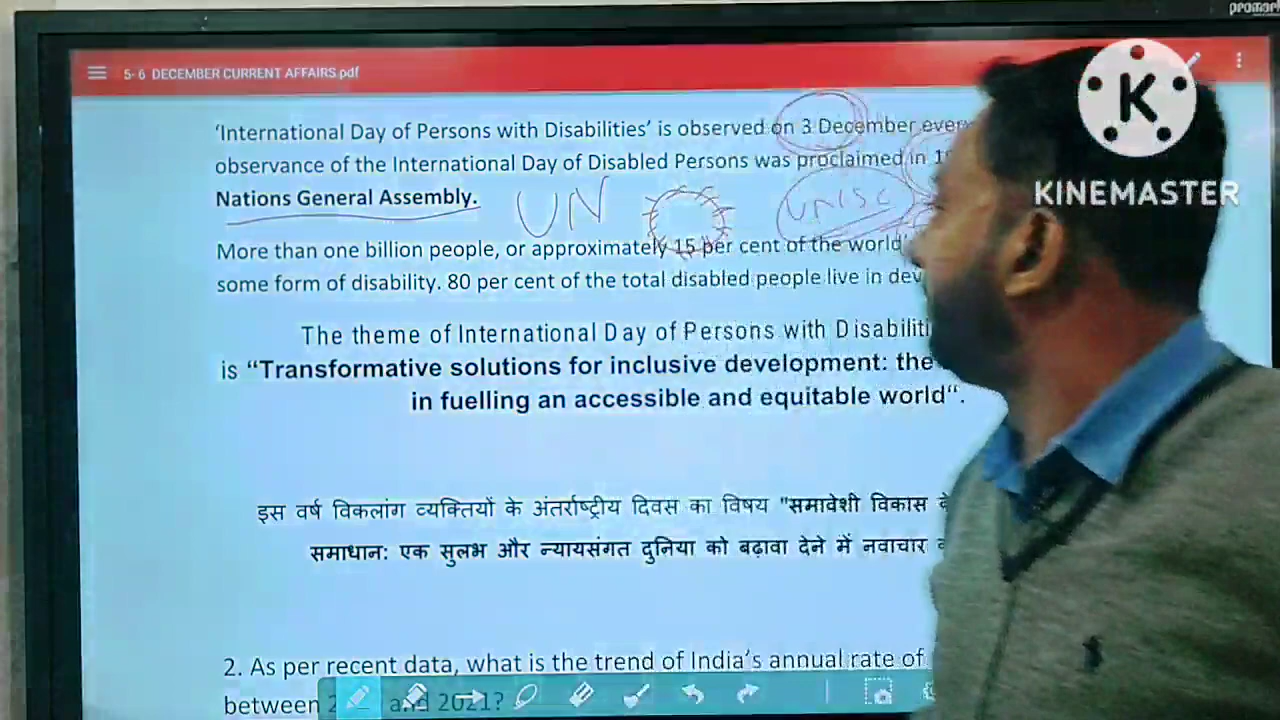 promar
5- 6 DECEMBER CURRENT AFFAIRS.pdf
K
KINEMASTER
'International Day of Persons with Disabilities' is observed on 3 December
observance of the International Day of Disabled Persons was proclaimed in
Nations General Assembly.
UN
UNSC
More than one billion people, or approximately 15 per cent of the world'
some form of disability. 80 per cent of the total disabled people live in
The theme of International Day of Persons with
is “Transformative solutions for inclusive development: the
in fuelling an accessible and equitable world“.
इस वर्ष विकलांग व्यक्तियों के अंतर्राष्ट्रीय दिवस का विषय "समावेशी विकास
समाधान: एक सुलभ और न्यायसंगत दुनिया को बढ़ावा देने में नवाचार
2. As per recent data, what is the trend of India's annual rate of
between and 2021?